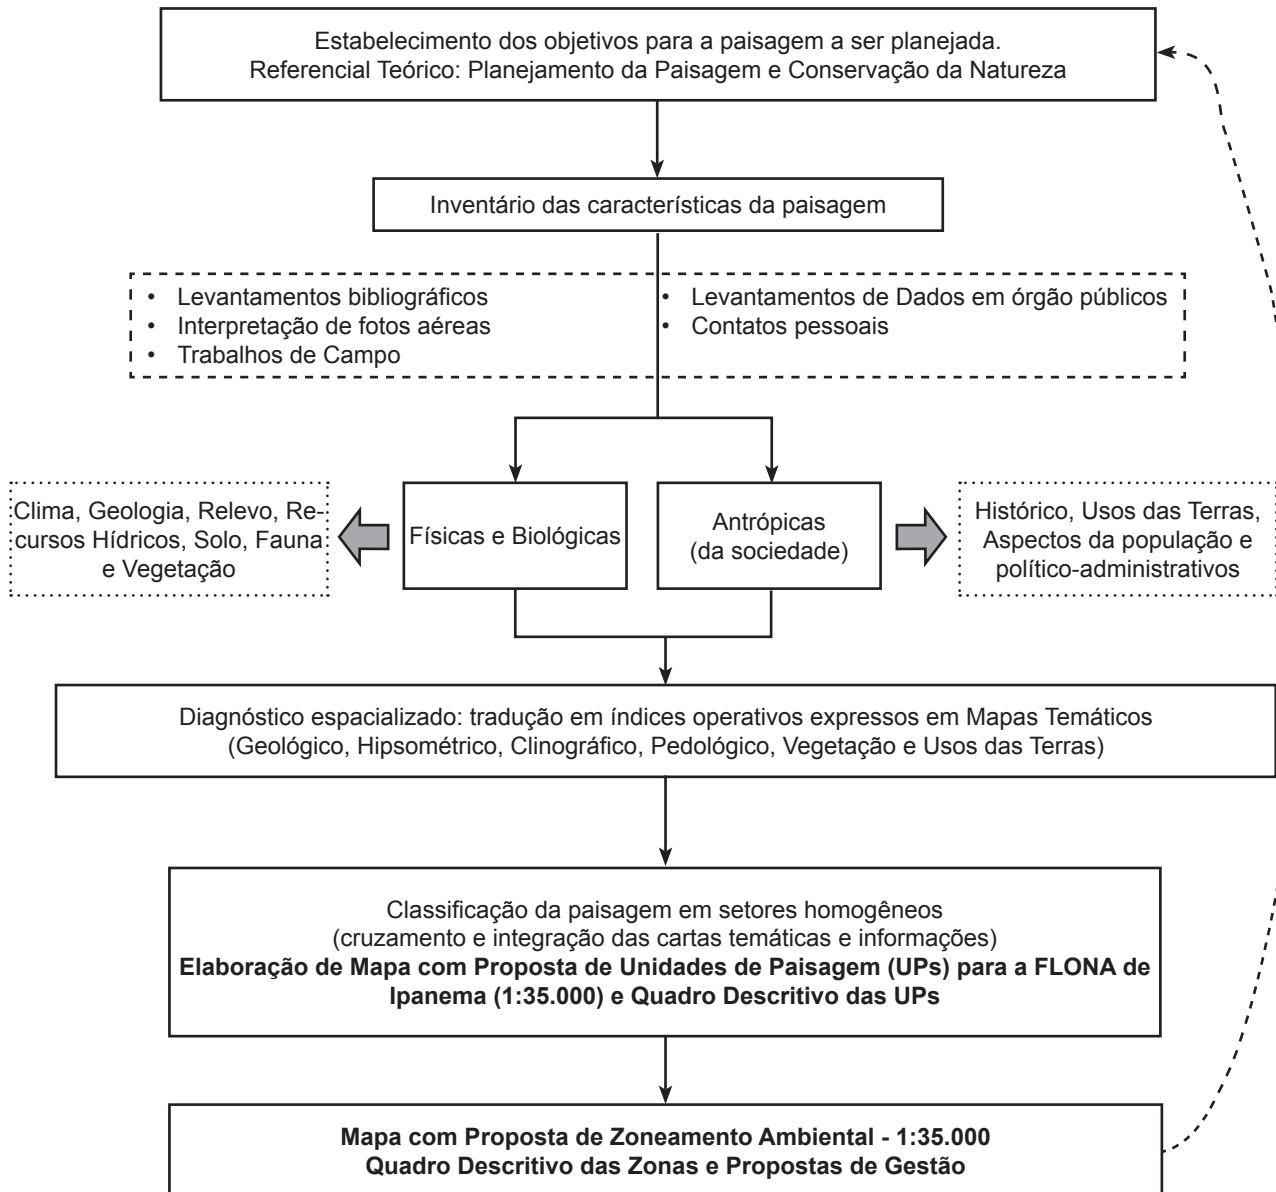 Estabelecimento dos objetivos para a paisagem a ser planejada.
Referencial Teórico: Planejamento da Paisagem e Conservação da Natureza
Inventário das características da paisagem
• Levantamentos bibliográficos
• Interpretação de fotos aéreas
• Trabalhos de Campo
• Levantamentos de Dados em órgão públicos
• Contatos pessoais
Clima, Geologia, Relevo, Re-
cursos Hídricos, Solo, Fauna
e Vegetação
Físicas e Biológicas
Antrópicas
(da sociedade)
Histórico, Usos das Terras,
Aspectos da população e
político-administrativos
Diagnóstico espacializado: tradução em índices operativos expressos em Mapas Temáticos
(Geológico, Hipsométrico, Clinográfico, Pedológico, Vegetação e Usos das Terras)
Classificação da paisagem em setores homogêneos
(cruzamento e integração das cartas temáticas e informações)
Elaboração de Mapa com Proposta de Unidades de Paisagem (UPs) para a FLONA de
Ipanema (1:35.000) e Quadro Descritivo das UPs
Mapa com Proposta de Zoneamento Ambiental - 1:35.000
Quadro Descritivo das Zonas e Propostas de Gestão